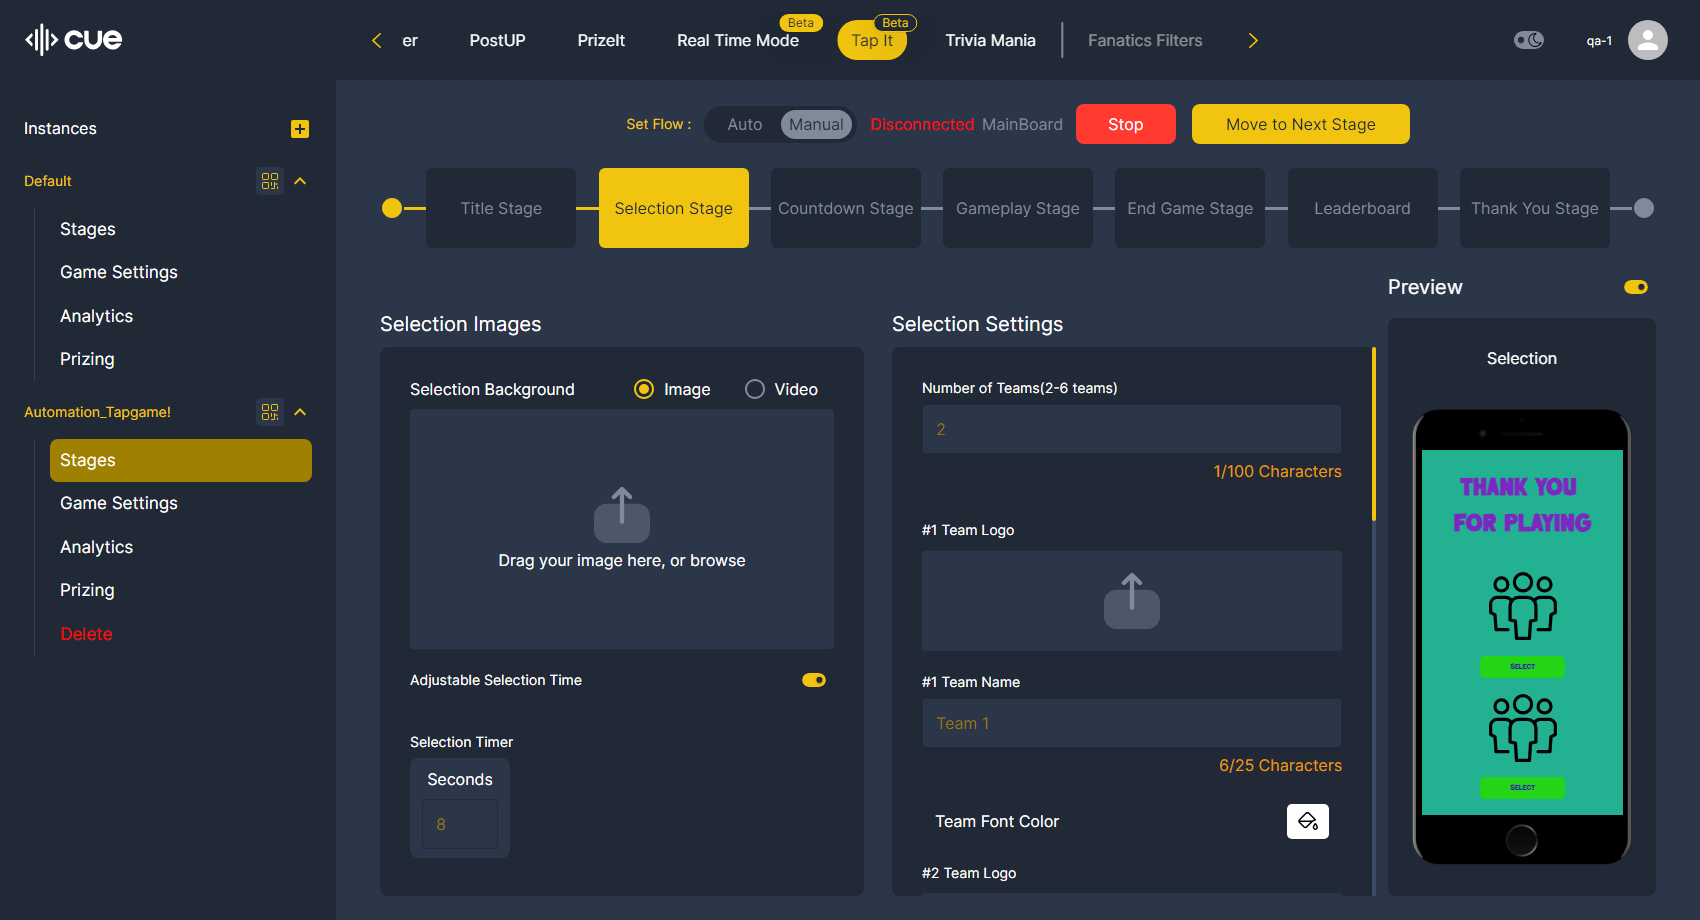 cue
er
PostUP
PrizeIt
Real Time Mode
Beta
Tap It
Beta
Trivia Mania
Fanatics Filters
qa-1
Instances
Default
Stages
Game Settings
Analytics
Prizing
Automation_Tapgame!
Stages
Game Settings
Analytics
Prizing
Delete
Set Flow :
Auto
Manual
Disconnected MainBoard
Stop
Move to Next Stage
Title Stage
Selection Stage
Countdown Stage
Gameplay Stage
End Game Stage
Leaderboard
Thank You Stage
Selection Images
Selection Background
Image
Video
Drag your image here, or browse
Adjustable Selection Time
Selection Timer
Seconds
8
Selection Settings
Number of Teams(2-6 teams)
2
1/100 Characters
#1 Team Logo
#1 Team Name
Team 1
6/25 Characters
Team Font Color
#2 Team Logo
Preview
Selection
THANK YOU
FOR PLAYING
SELECT
SELECT